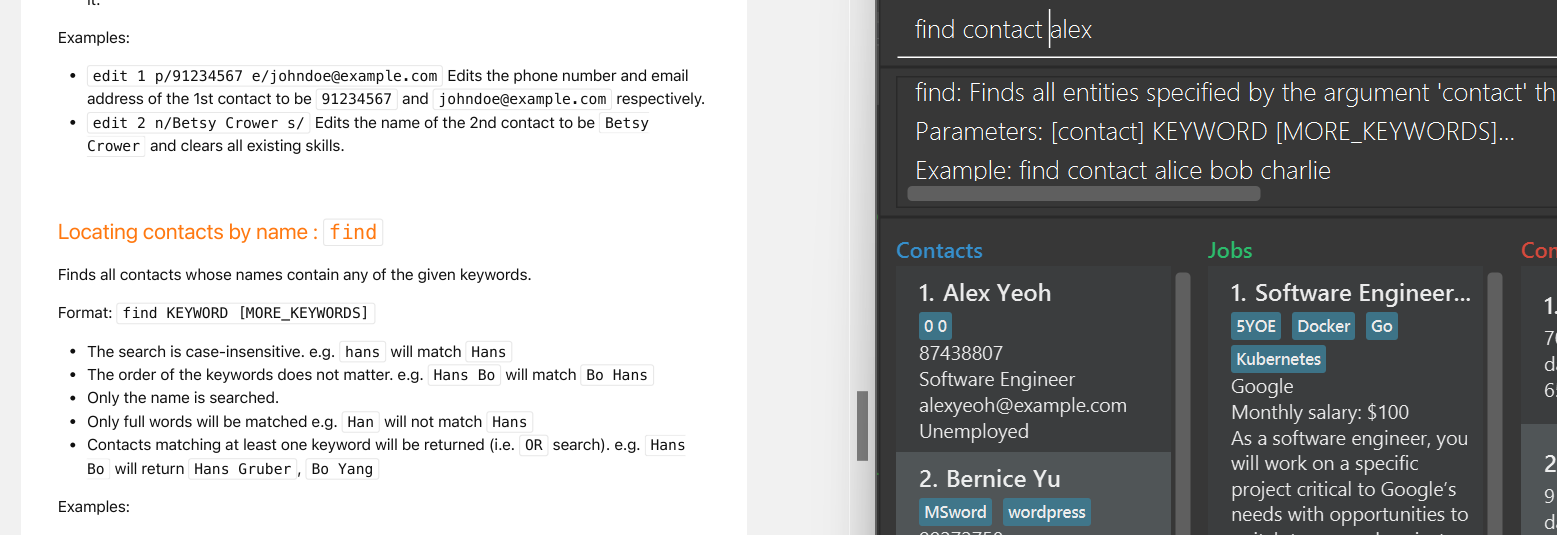 it.
Examples:
• edit 1 p/91234567 e/johndoe@example.com Edits the phone number and email
address of the 1st contact to be 91234567 and johndoe@example.com respectively.
• edit 2 n/Betsy Crower s/ Edits the name of the 2nd contact to be Betsy
Crower and clears all existing skills.
Locating contacts by name : find
Finds all contacts whose names contain any of the given keywords.
Format: find KEYWORD [MORE_KEYWORDS]
• The search is case-insensitive. e.g. hans will match Hans
• The order of the keywords does not matter. e.g. Hans Bo will match Bo Hans
• Only the name is searched.
• Only full words will be matched e.g. Han will not match Hans
• Contacts matching at least one keyword will be returned (i.e. OR search). e.g. Hans
Bo will return Hans Gruber , Bo Yang
Examples:
find contact alex
find: Finds all entities specified by the argument 'contact' th
Parameters: [contact] KEYWORD [MORE_KEYWORDS]...
Example: find contact alice bob charlie
Contacts
1. Alex Yeoh
0 0
87438807
Software Engineer
alexyeoh@example.com
Unemployed
2. Bernice Yu
MSword wordpress
Jobs
1. Software Engineer...
5YOE Docker Go
Kubernetes
Google
Monthly salary: $100
As a software engineer, you
will work on a specific
project critical to Google's
needs with opportunities to
Con
1.
2
9